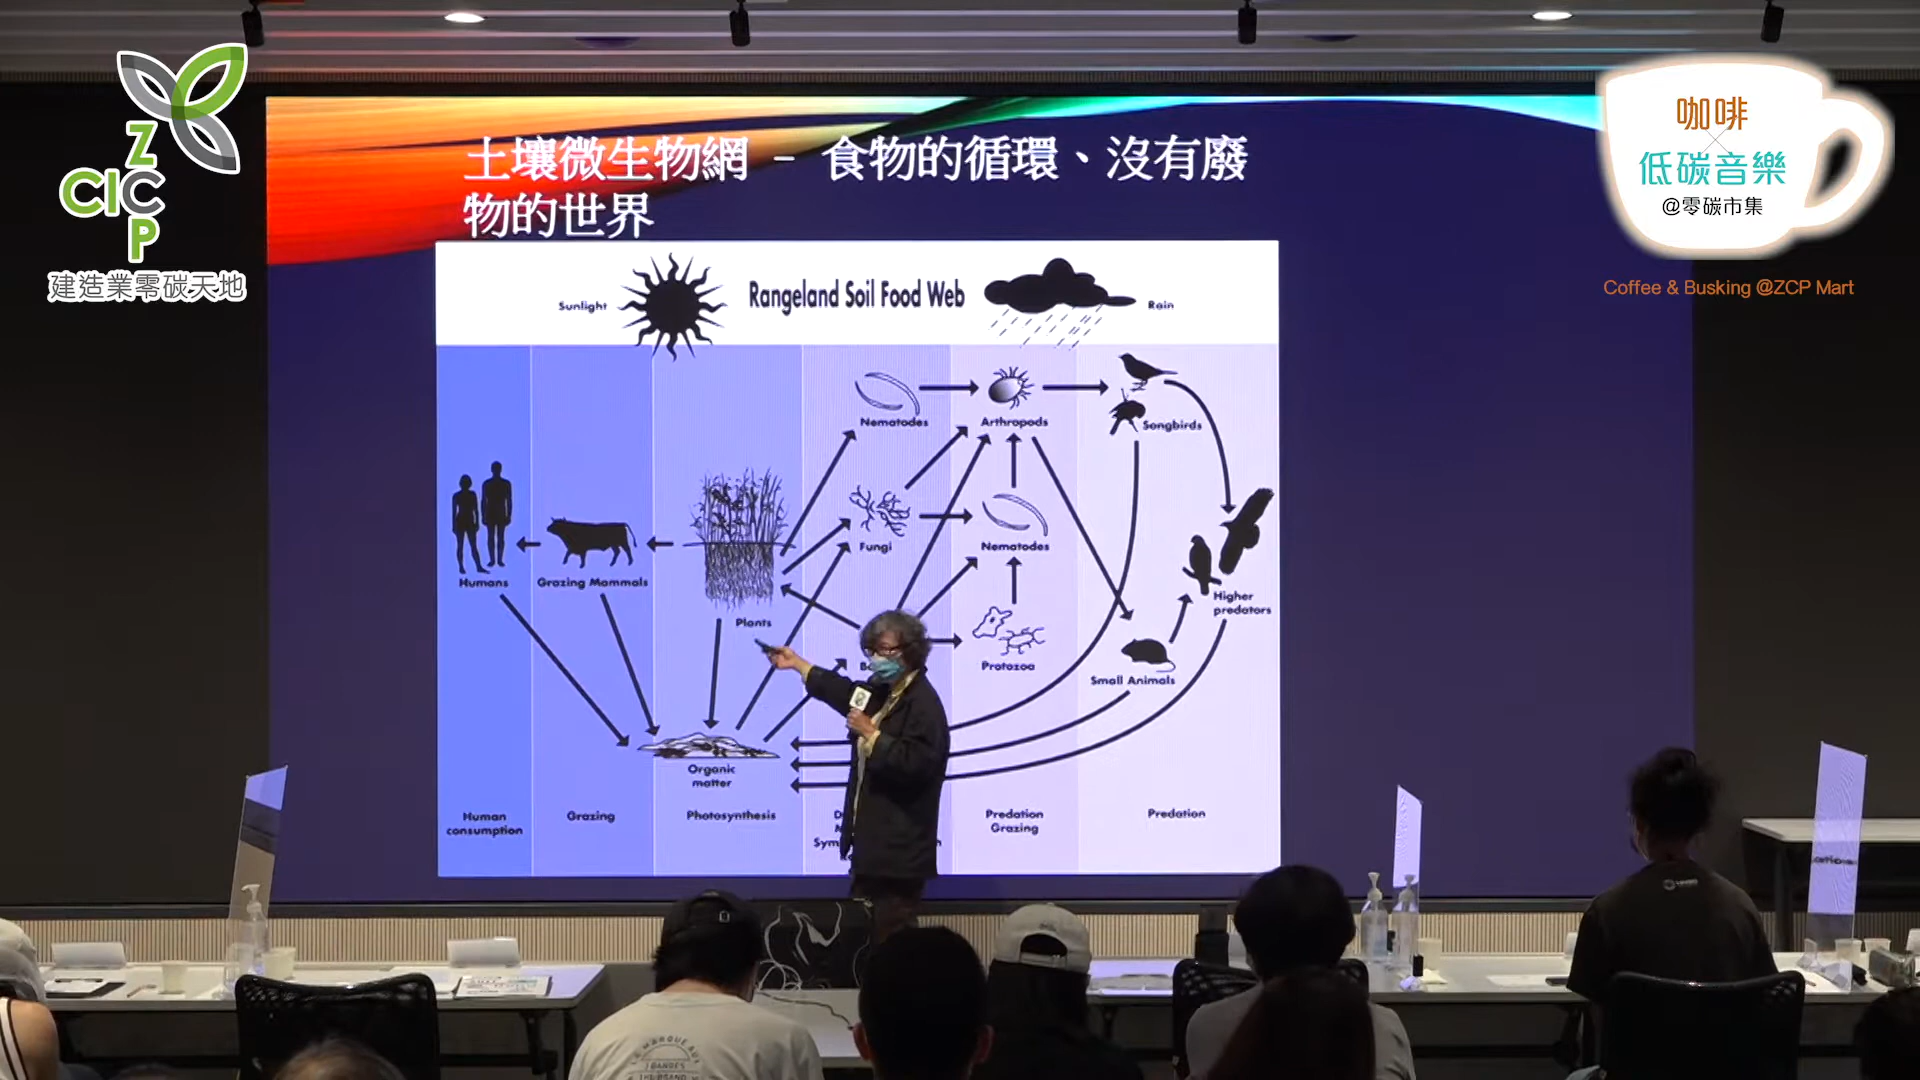 Z
CIC
P
建造業零碳天地
咖啡
×
低碳音樂
@零碳市集
Coffee & Busking @ZCP Mart
土壤微生物網 – 食物的循環、沒有廢
物的世界
Sunlight
Rangeland Soil Food Web
Rain
Nematodes
Arthropods
Songbirds
Fungi
Nematodes
Humans
Grazing Mammals
Higher
predators
Plants
Protozoa
Small Animals
Organic
matter
Human
consumption
Grazing
Photosynthesis
Predation
Grazing
Predation